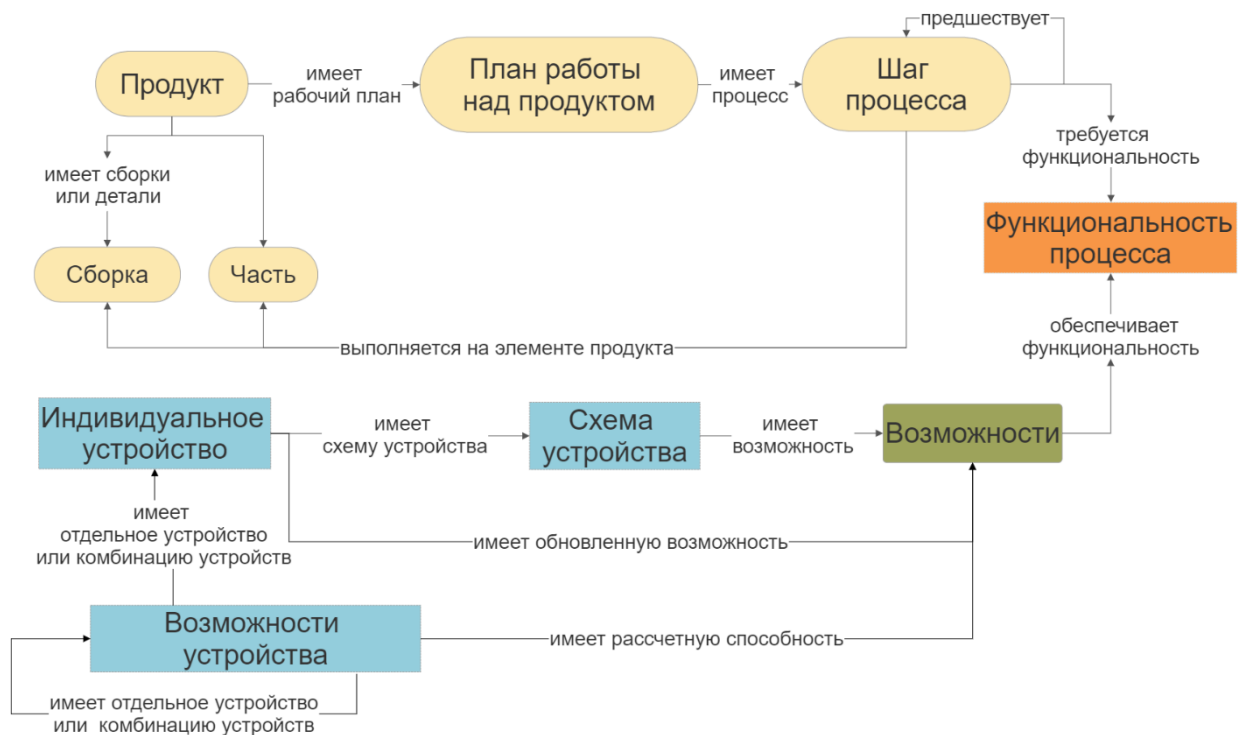 предшествует
Продукт
имеет
рабочий план
План работы
над продуктом
имеет
процесс
Шаг
процесса
требуется
функциональность
имеет сборки
или детали
Функциональность
процесса
Сборка
Часть
выполняется на элементе продукта
обеспечивает
функциональность
Индивидуальное
устройство
имеет
схему устройства
Схема
устройства
имеет
возможность
Возможности
имеет
отдельное устройство
или комбинацию устройств
имеет обновленную возможность
Возможности
устройства
имеет рассчетную способность
имеет отдельное устройство
или комбинацию устройств